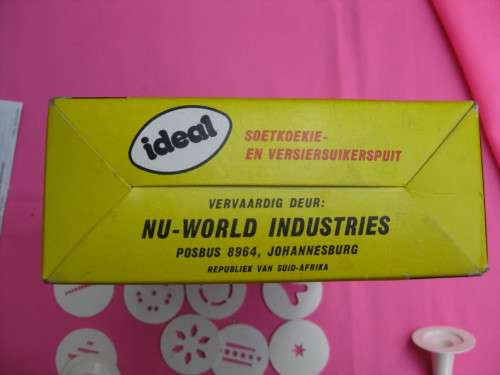 ideal
SOETKOEKIE-
EN VERSIERSUIKERSPUIT
VERVAARDIG DEUR:
NU-WORLD INDUSTRIES
POSBUS 8964, JOHANNESBURG
REPUBLIEK VAN SUID-AFRIKA